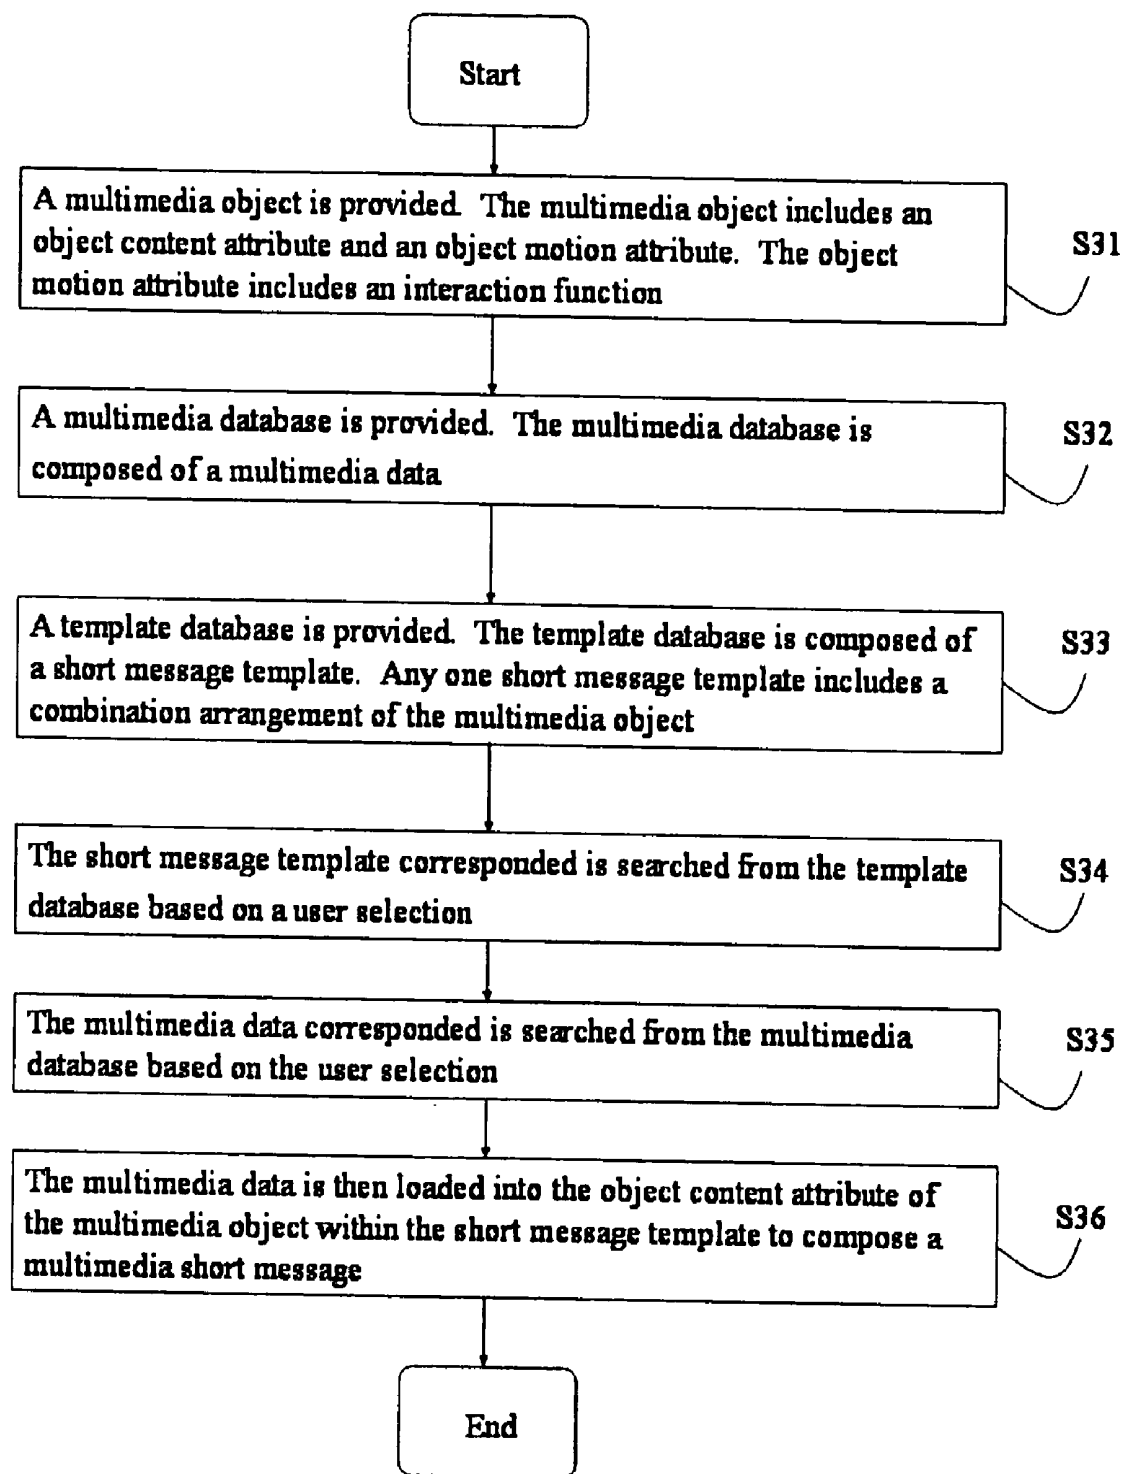 Start
A multimedia object is provided. The multimedia object includes an
object content attribute and an object motion attribute. The object
motion attribute includes an interaction function
S31
A multimedia database is provided. The multimedia database is
composed of a multimedia data
S32
A template database is provided. The template database is composed of
a short message template. Any one short message template includes a
combination arrangement of the multimedia object
S33
The short message template corresponded is searched from the template
database based on a user selection
S34
The multimedia data corresponded is searched from the multimedia
database based on the user selection
S35
The multimedia data is then loaded into the object content attribute of
the multimedia object within the short message template to compose a
multimedia short message
S36
End